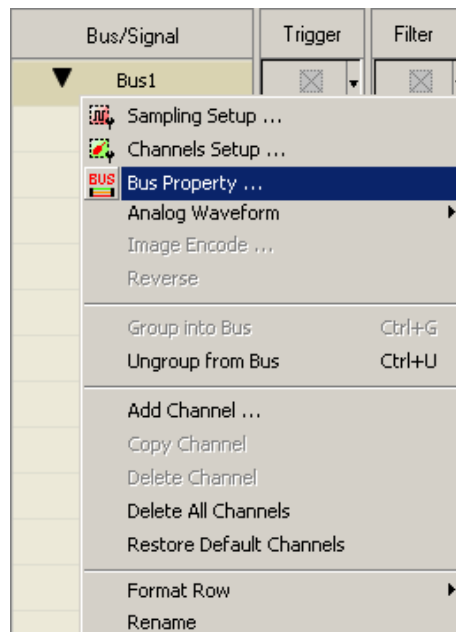 Bus/Signal Trigger Filter
Bus1
Sampling Setup ...
Channels Setup ...
BUS Bus Property ...
Analog Waveform
Image Encode ...
Reverse
Group into Bus Ctrl+G
Ungroup from Bus Ctrl+U
Add Channel ...
Copy Channel
Delete Channel
Delete All Channels
Restore Default Channels
Format Row
Rename